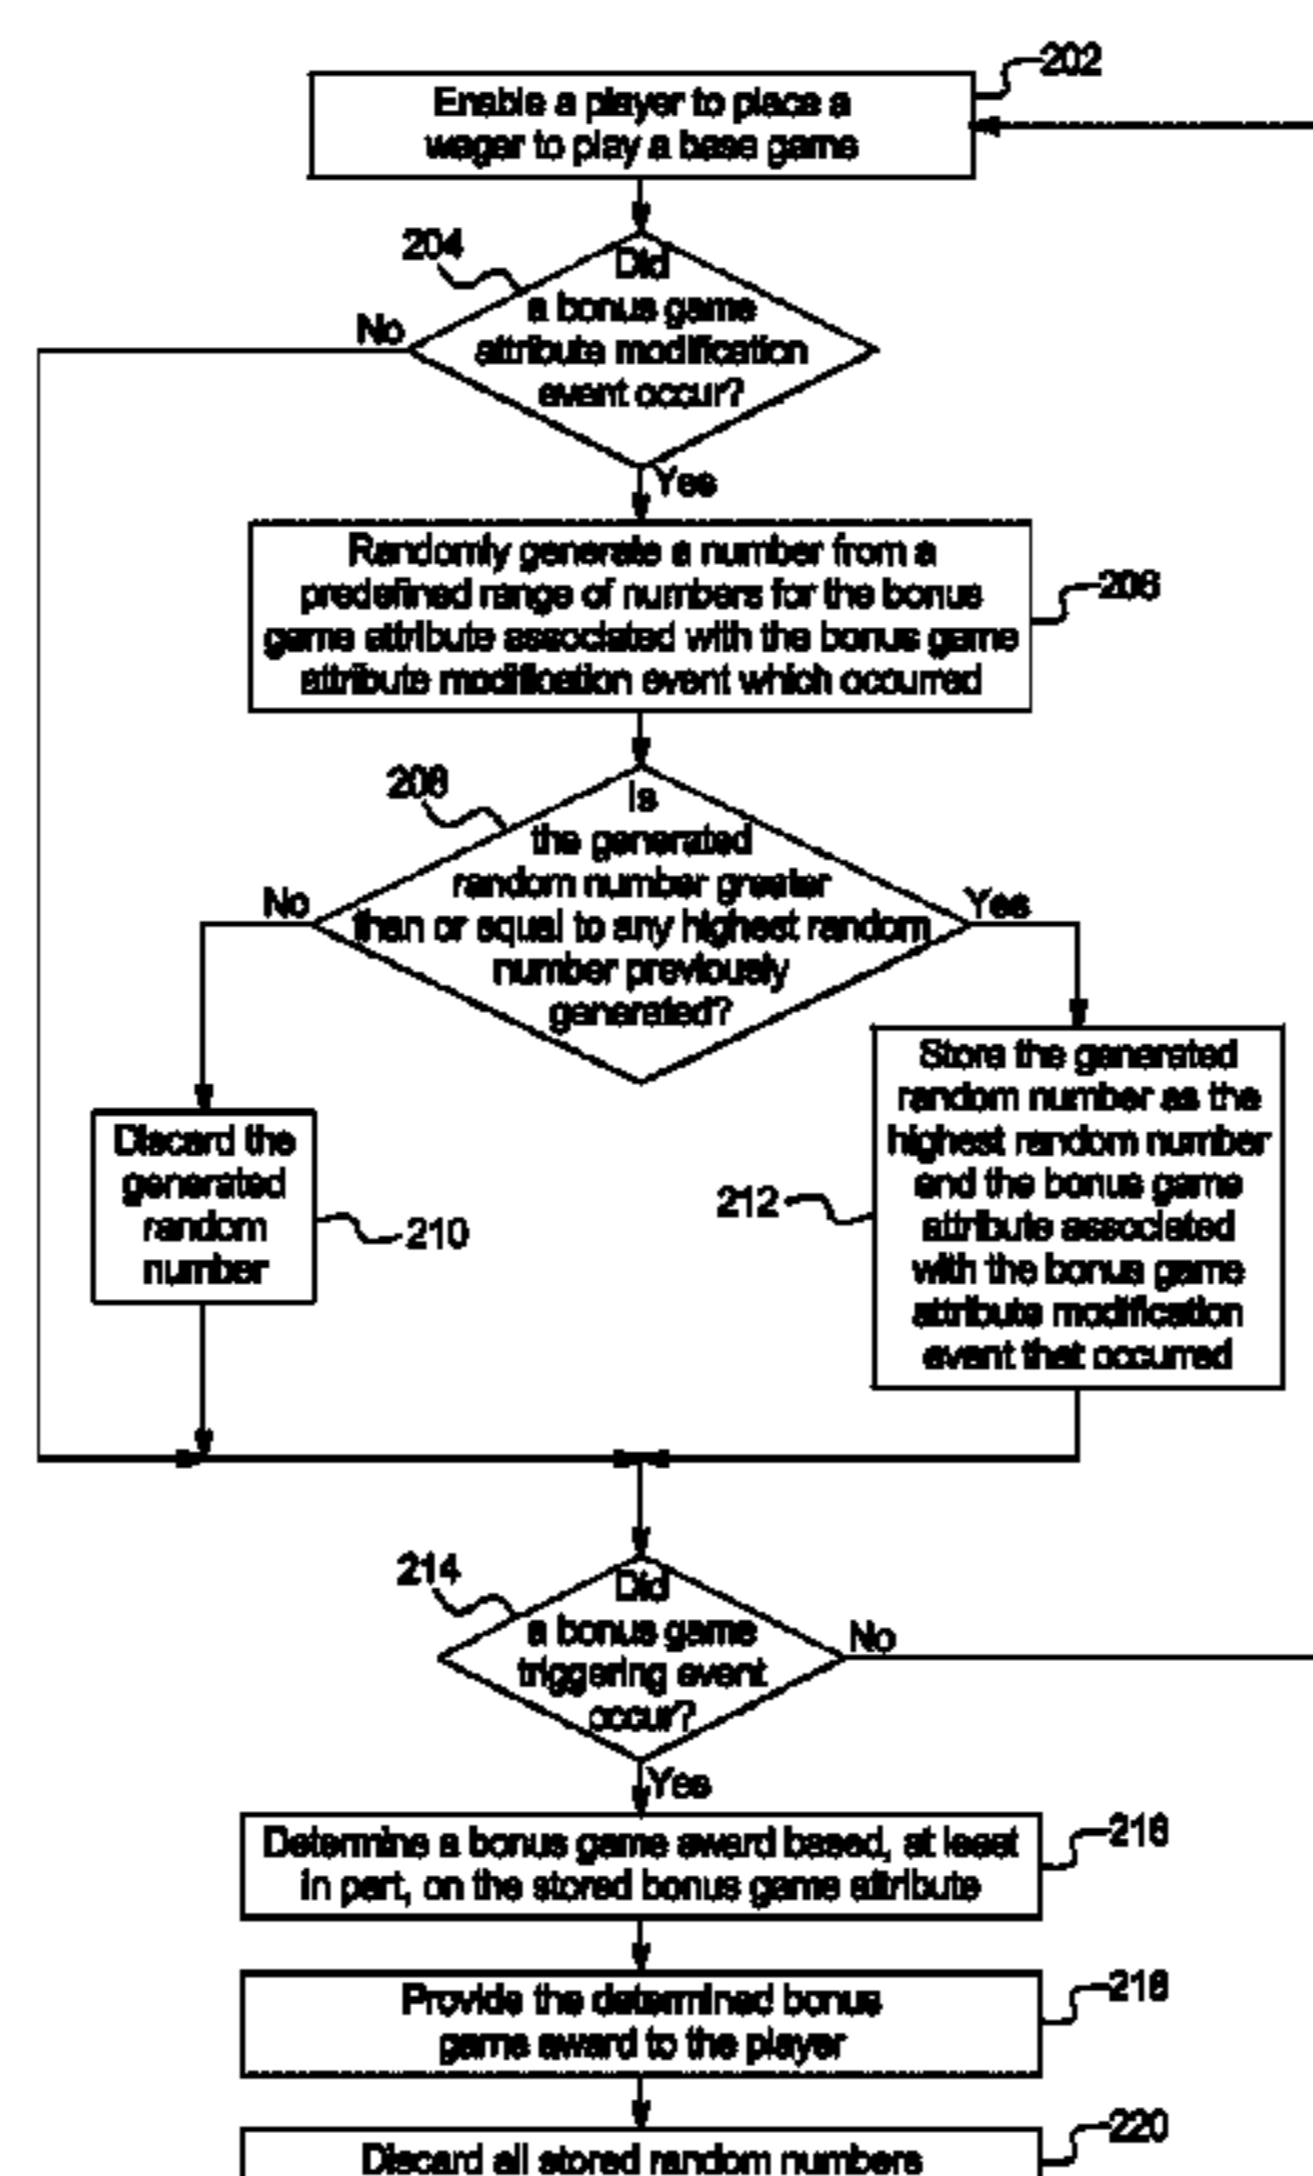 202
Enable a player to place a
wager to play a base game
204
Did
a bonus game
attribute modification
event occur?
No
Yes
Randomly generate a number from a
predefined range of numbers for the bonus
game attribute associated with the bonus game
attribute modification event which occurred
206
208
Is
the generated
random number greater
than or equal to any highest random
number previously
generated?
No
Yes
Discard the
generated
random
number
210
Store the generated
random number as the
highest random number
and the bonus game
attribute associated
with the bonus game
attribute modification
event that occurred
212
214
Did
a bonus game
triggering event
occur?
No
Yes
Determine a bonus game award based, at least
in part, on the stored bonus game attribute
216
Provide the determined bonus
game award to the player
218
220
Discard all stored random numbers